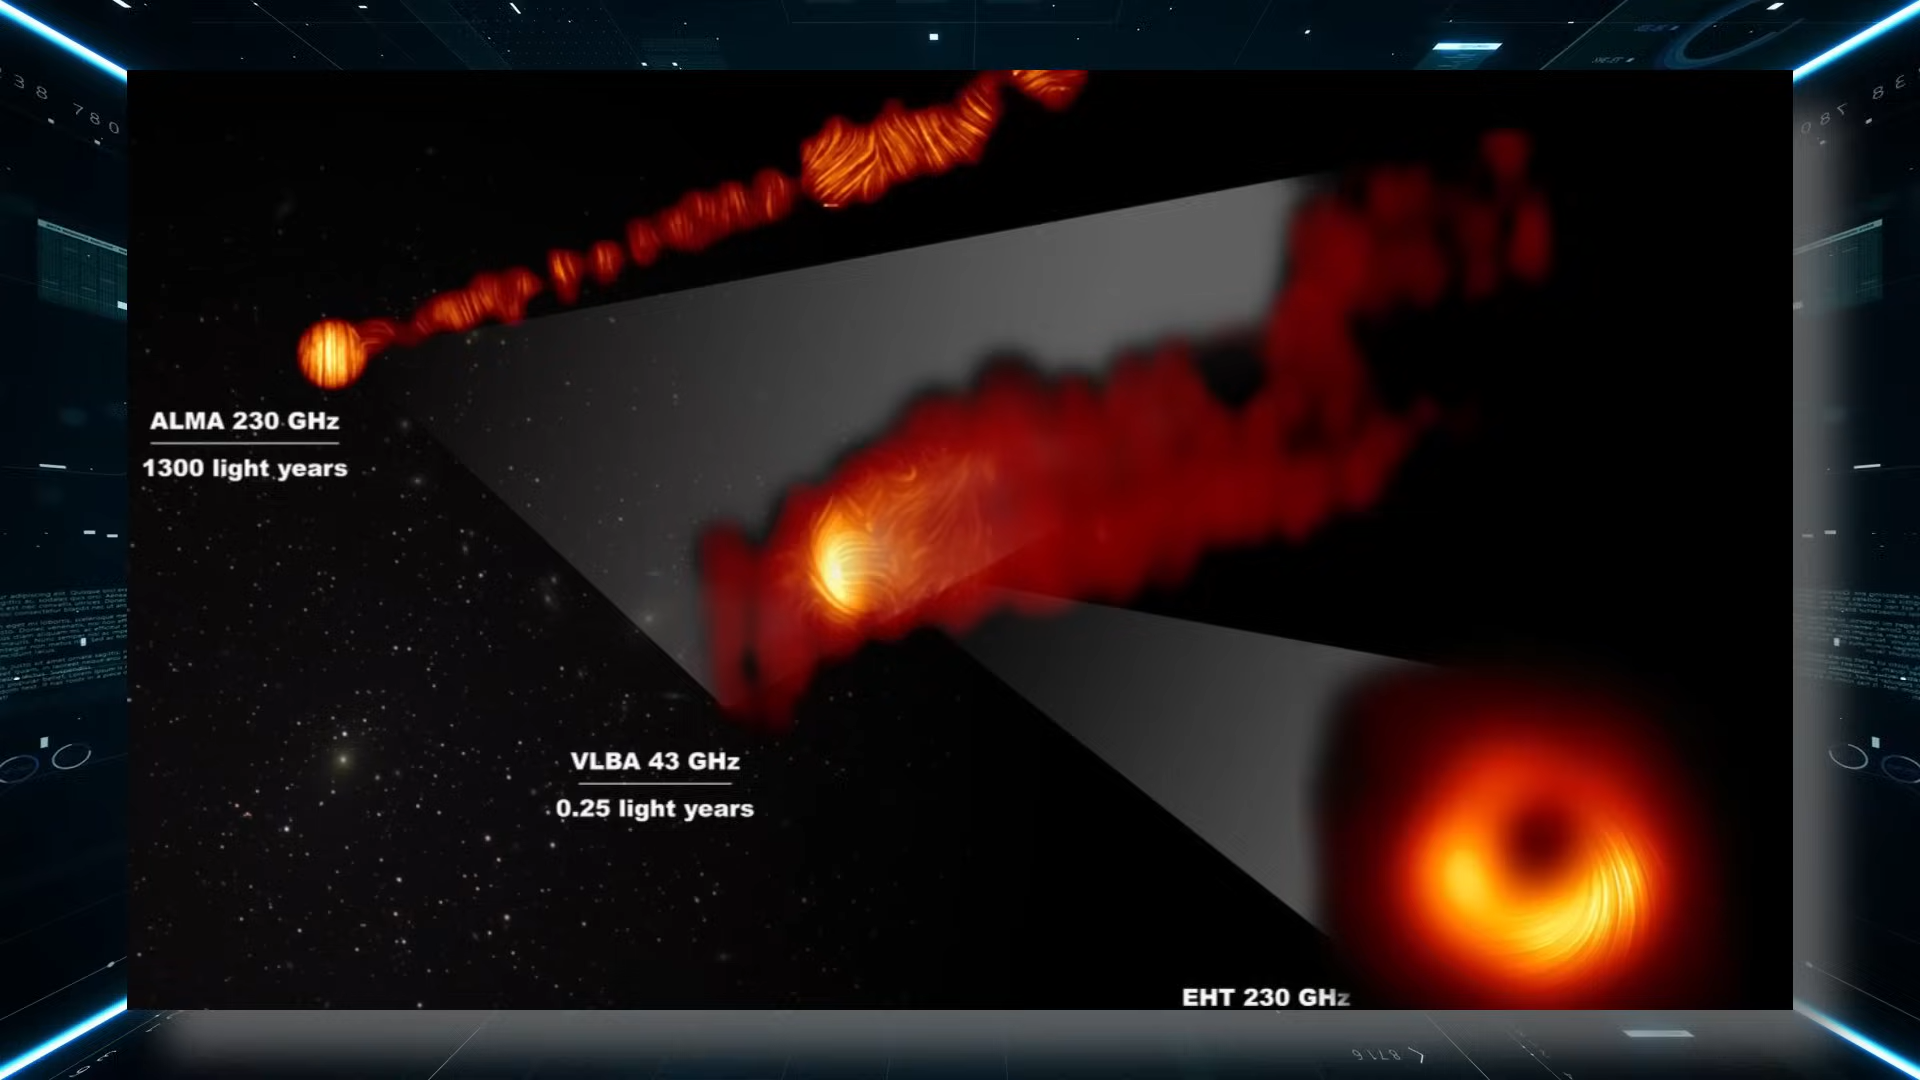 ALMA 230 GHz
1300 light years
VLBA 43 GHz
0.25 light years
EHT 230 GHz